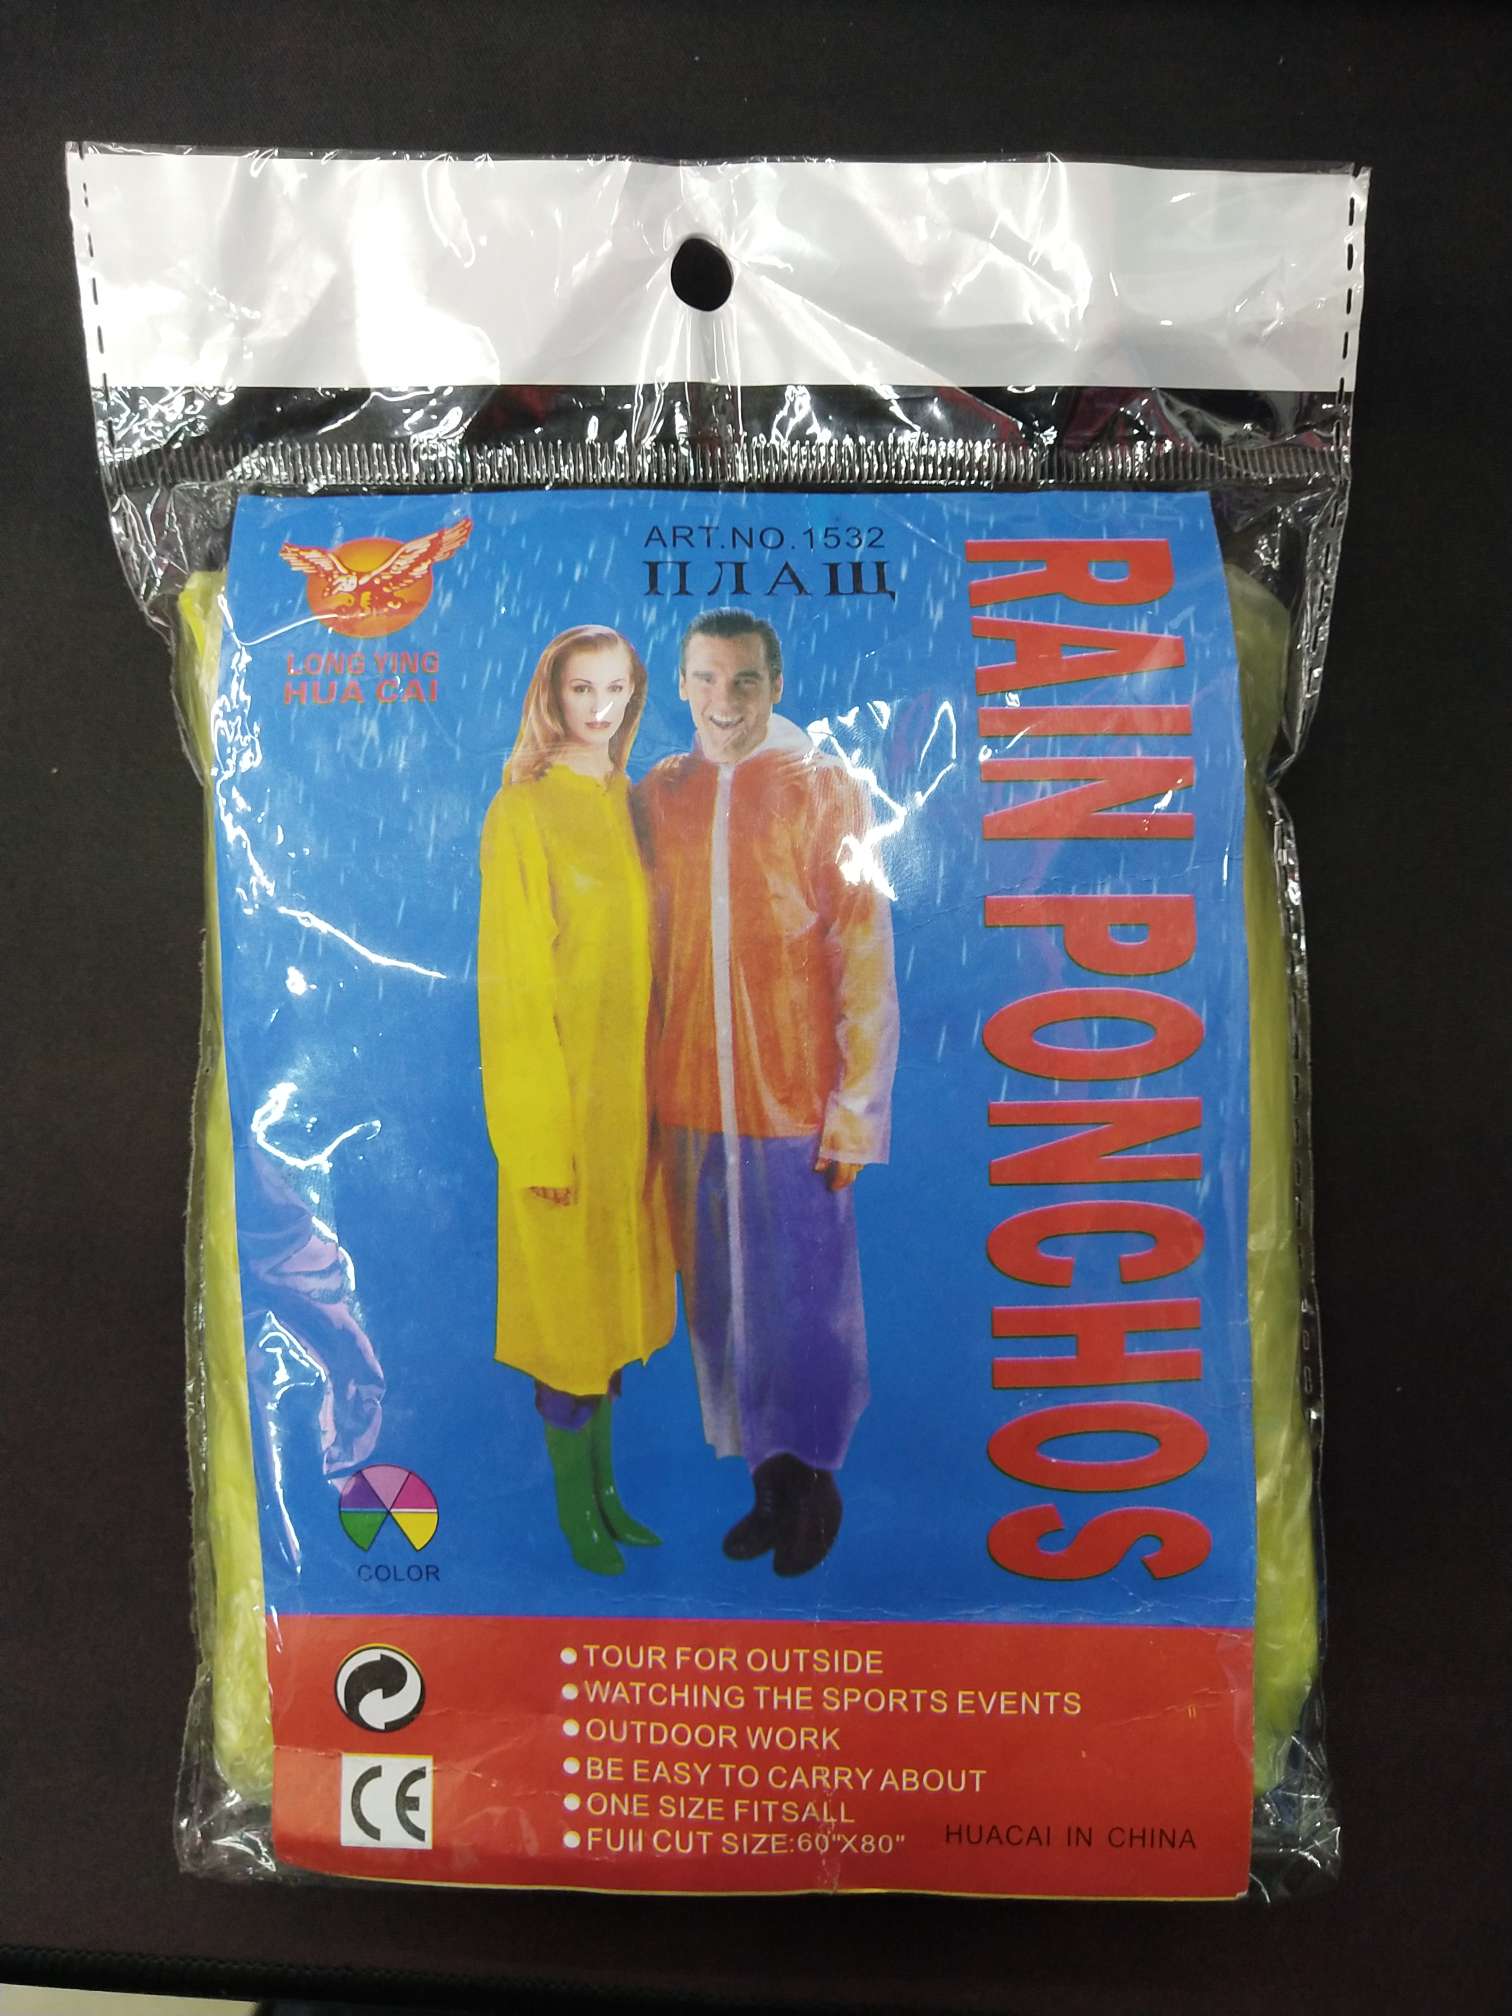 ART.NO.1532
ПЛАЩ
LONG YING
HUA CAI
RAIN PONCHOS
COLOR
●TOUR FOR OUTSIDE
●WATCHING THE SPORTS EVENTS
●OUTDOOR WORK
●BE EASY TO CARRY ABOUT
●ONE SIZE FITSALL
●FUII CUT SIZE:60"X80"
CE
HUACAI IN CHINA